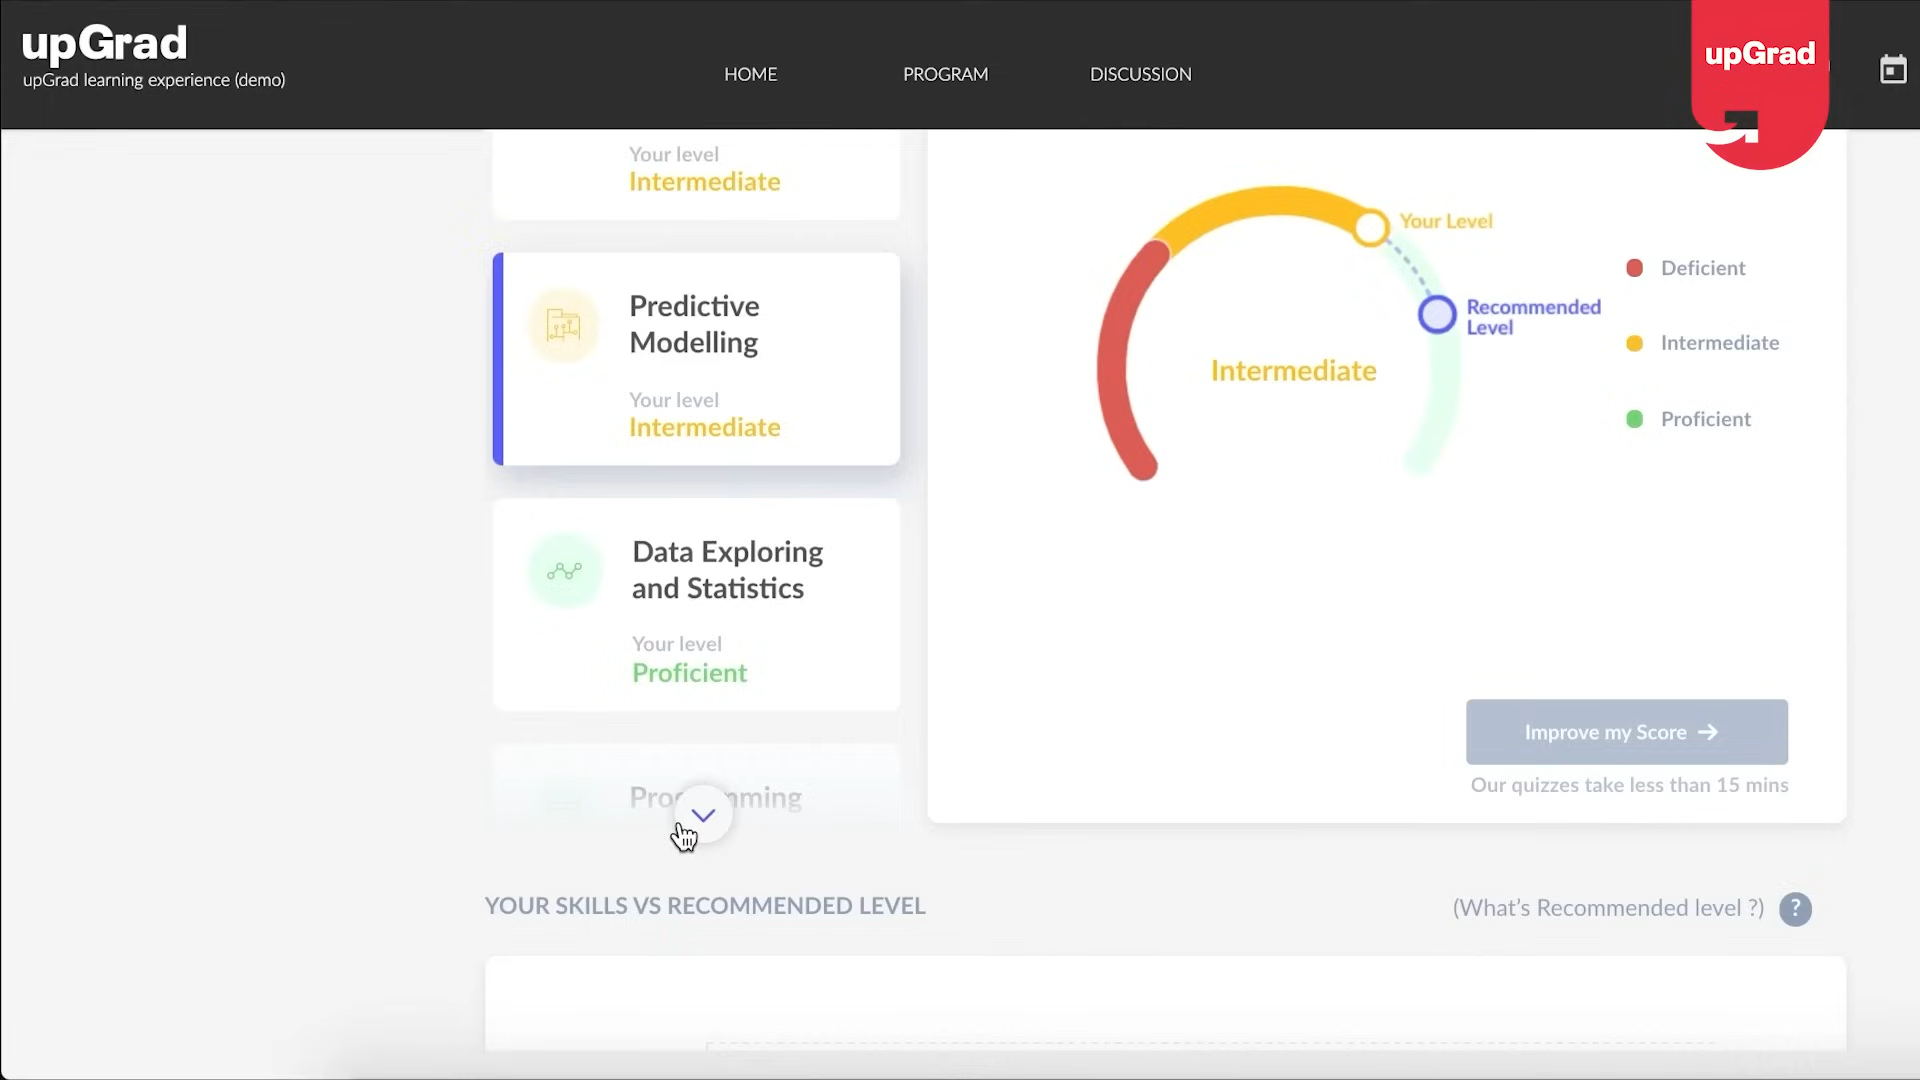 upGrad
upGrad learning experience (demo)
HOME
PROGRAM
DISCUSSION
upGrad
Your level
Intermediate
Predictive
Modelling
Your level
Intermediate
Data Exploring
and Statistics
Your level
Proficient
Your Level
Recommended
Level
Intermediate
Deficient
Intermediate
Proficient
Improve my Score →
Our quizzes take less than 15 mins
YOUR SKILLS VS RECOMMENDED LEVEL
(What's Recommended level ?) ?